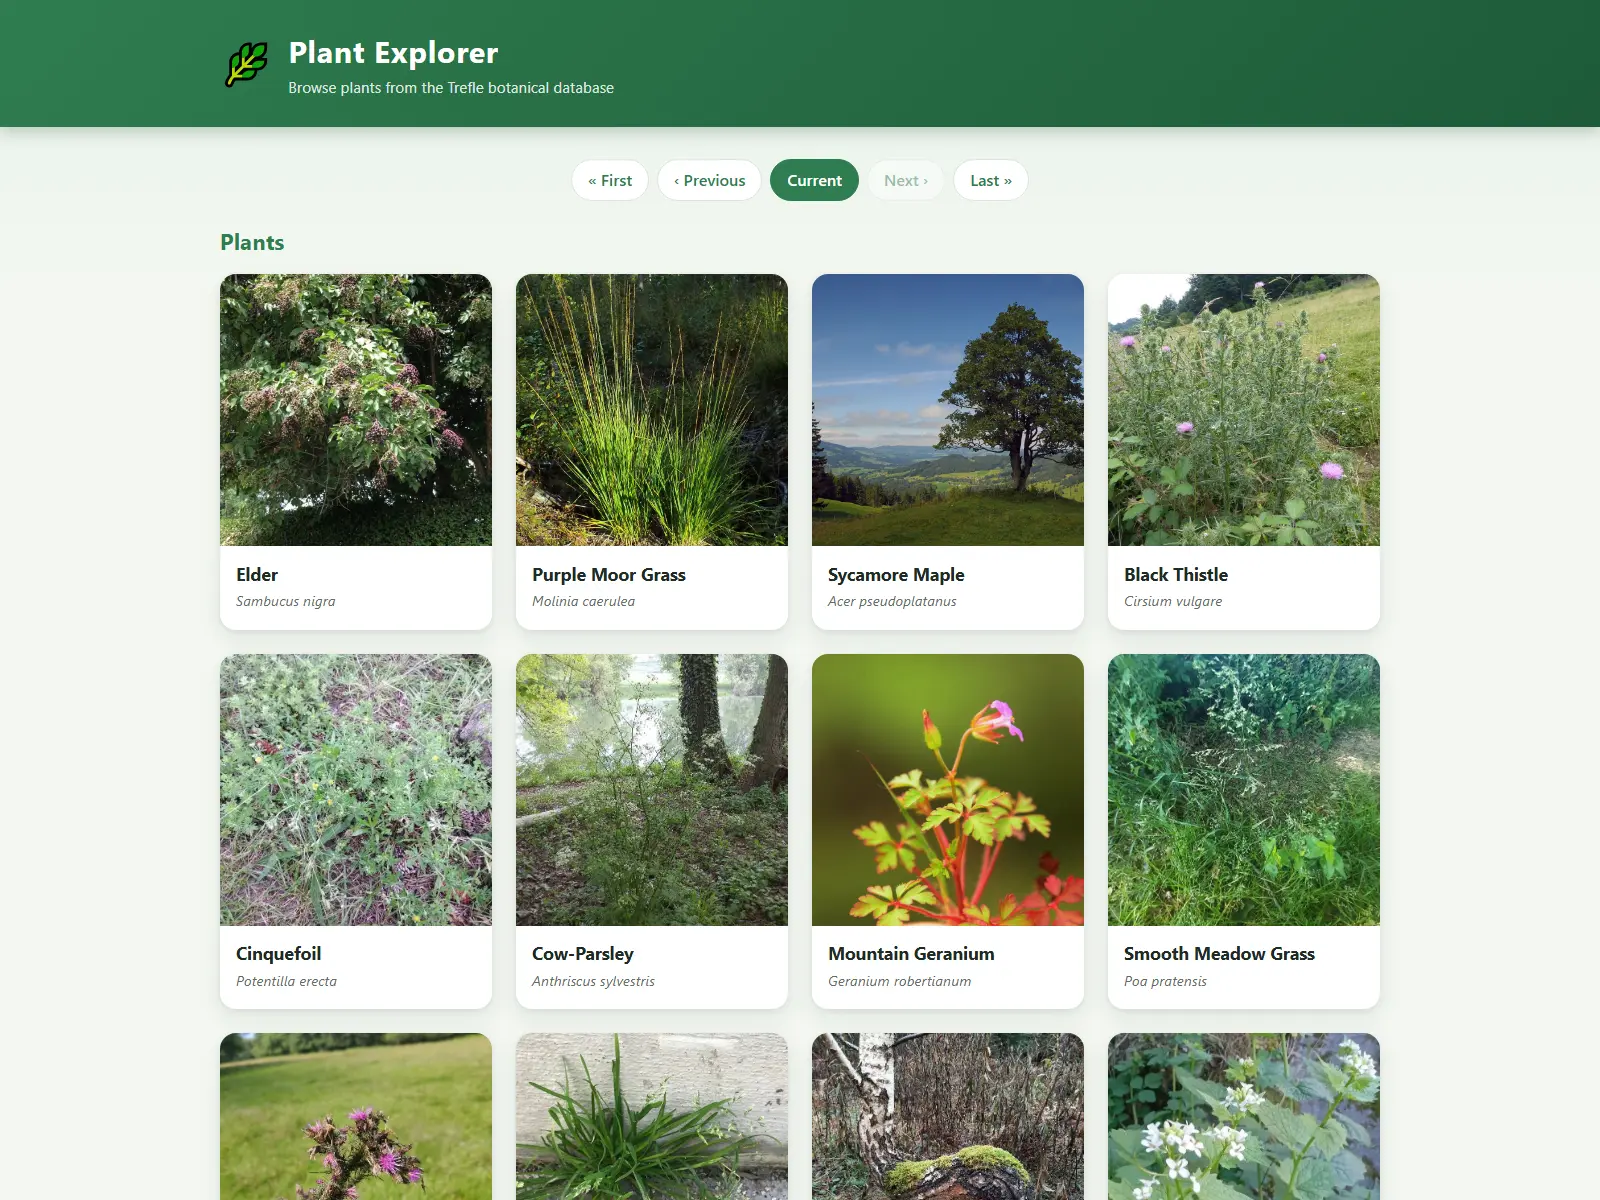 Plant Explorer
Browse plants from the Trefle botanical database
« First
‹ Previous
Current
Next ›
Last »
Plants
Elder
Sambucus nigra
Purple Moor Grass
Molinia caerulea
Sycamore Maple
Acer pseudoplatanus
Black Thistle
Cirsium vulgare
Cinquefoil
Potentilla erecta
Cow-Parsley
Anthriscus sylvestris
Mountain Geranium
Geranium robertianum
Smooth Meadow Grass
Poa pratensis